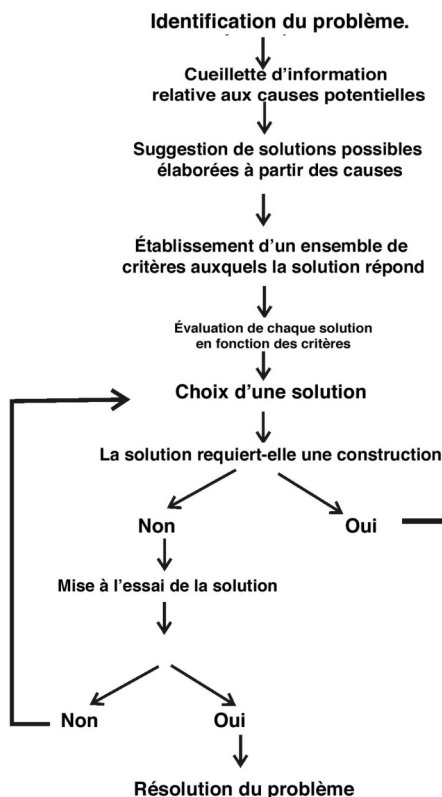 Identification du problème.
Cueillette d'information
relative aux causes potentielles
Suggestion de solutions possibles
élaborées à partir des causes
Établissement d'un ensemble de
critères auxquels la solution répond
Évaluation de chaque solution
en fonction des critères
Choix d'une solution
La solution requiert-elle une construction
Non
Oui
Mise à l'essai de la solution
Non
Oui
Résolution du problème